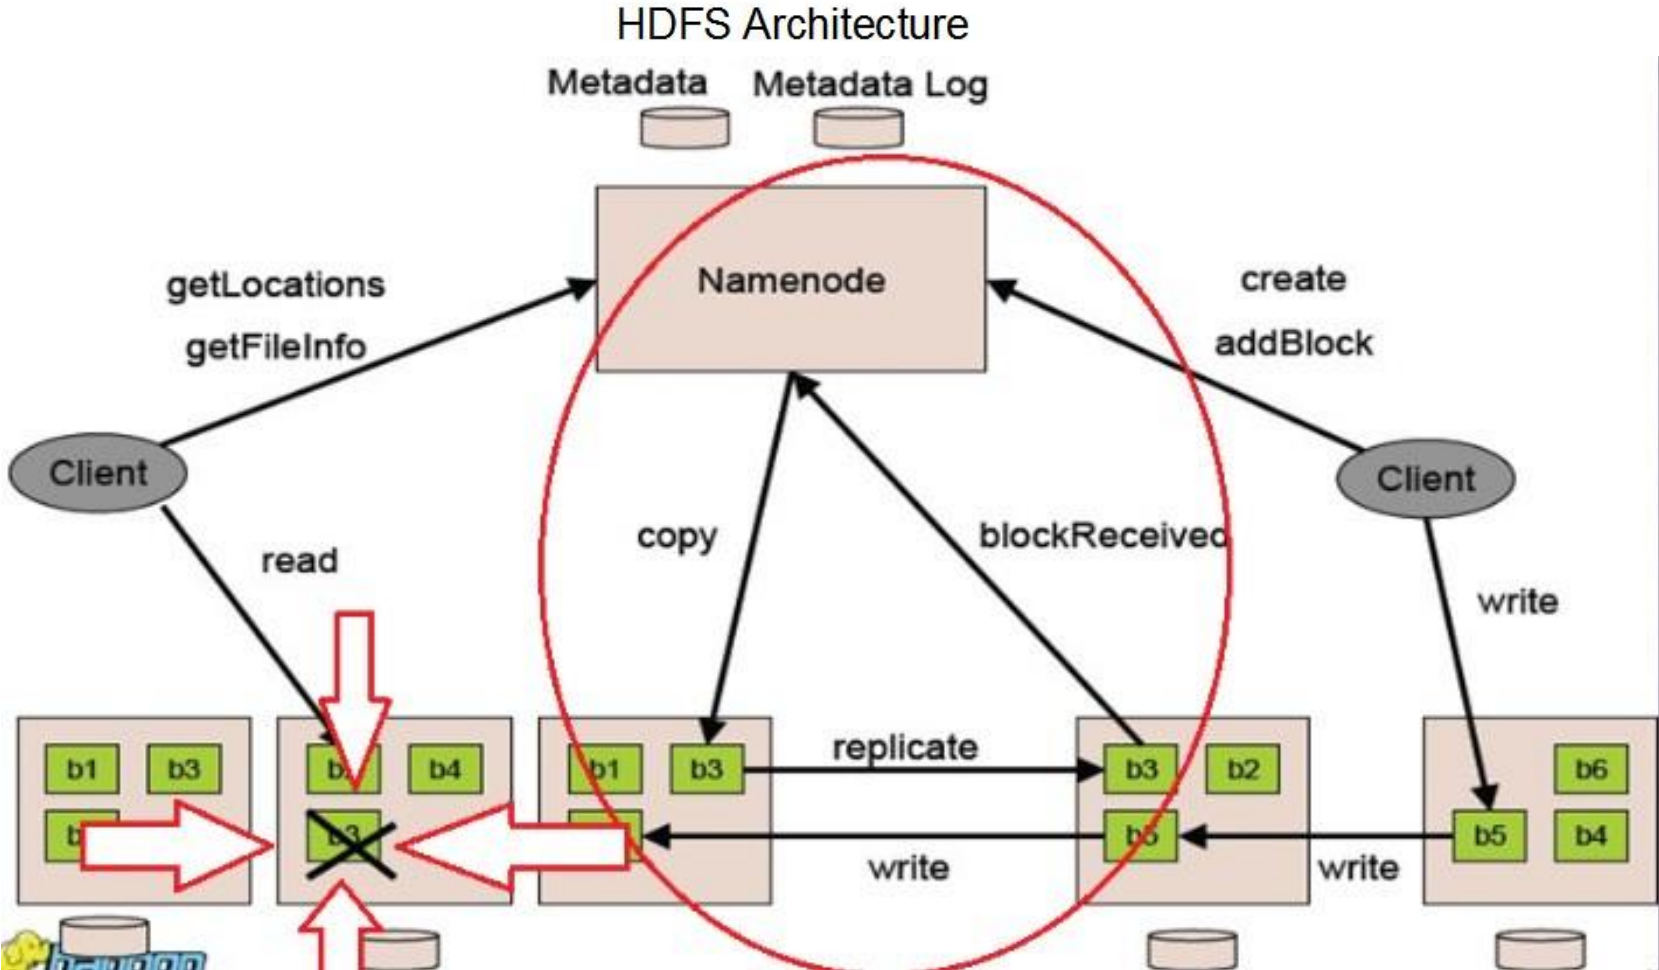 HDFS Architecture
Metadata
Metadata Log
Namenode
getLocations
getFileInfo
create
addBlock
Client
Client
copy
blockReceived
read
write
b1
b3
b4
b1
b3
replicate
b3
b2
b6
b3
b5
b4
write
write